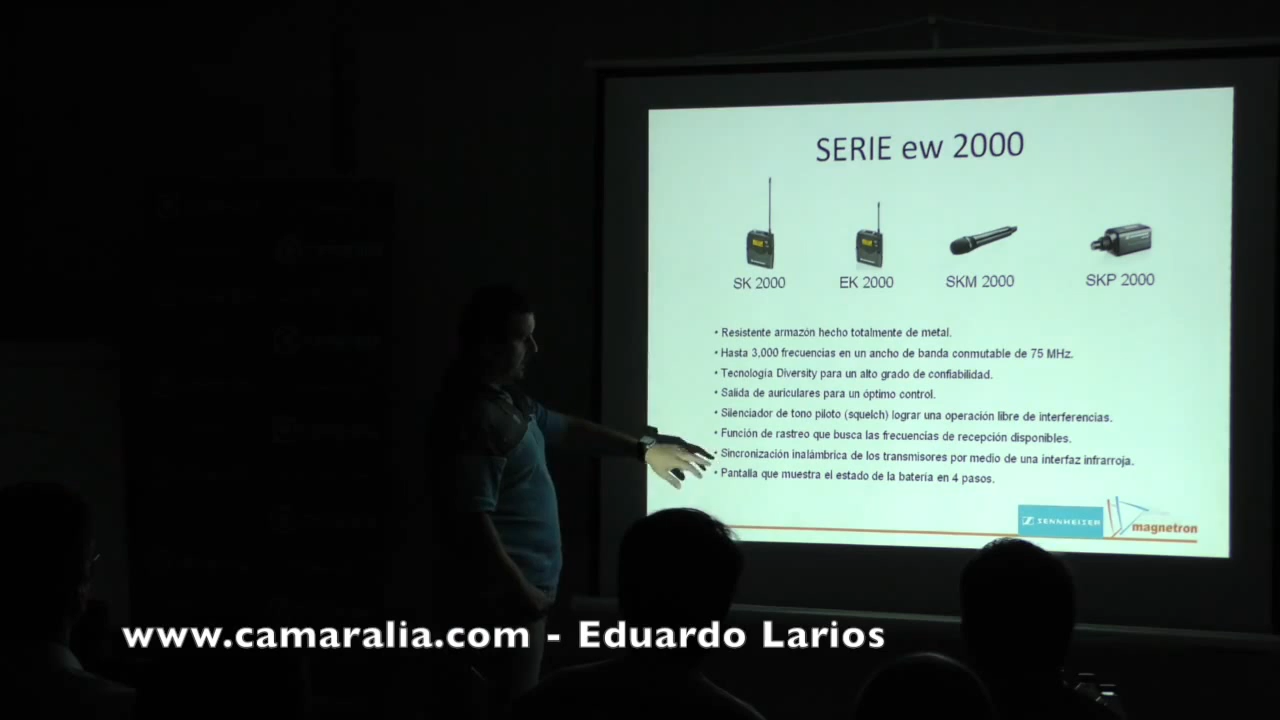 SERIE ew 2000
SK 2000
EK 2000
SKM 2000
SKP 2000
• Resistente armazón hecho totalmente de metal.
• Hasta 3,000 frecuencias en un ancho de banda conmutable de 75 MHz.
• Tecnología Diversity para un alto grado de confiabilidad.
• Salida de auriculares para un óptimo control.
• Silenciador de tono piloto (squelch) lograr una operación libre de interferencias.
• Función de rastreo que busca las frecuencias de recepción disponibles.
• Sincronización inalámbrica de los transmisores por medio de una interfaz infrarroja.
• Pantalla que muestra el estado de la batería en 4 pasos.
SENNHEISER
magnetron
www.camaralia.com - Eduardo Larios